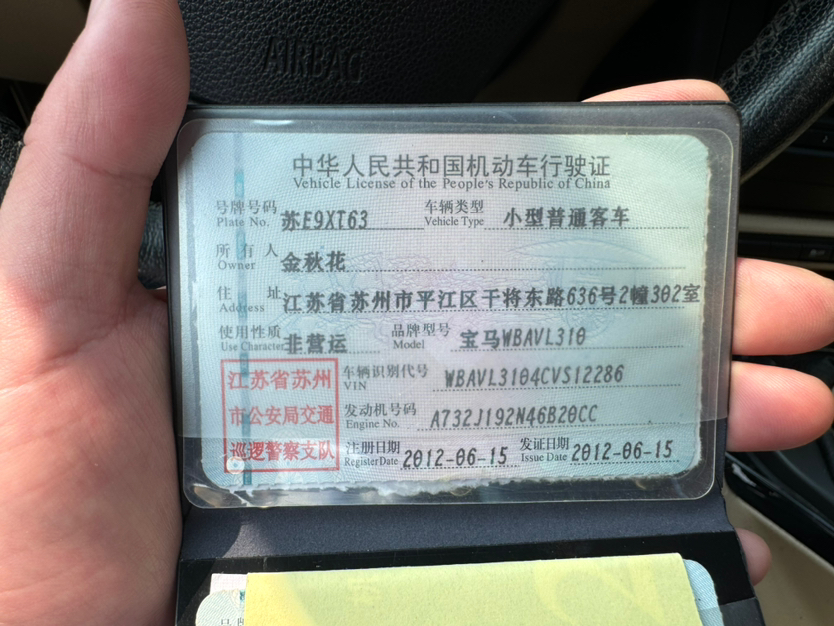 AIRBAG
中华人民共和国机动车行驶证
Vehicle License of the People's Republic of China
号牌号码 苏E9XT63 车辆类型 小型普通客车
Plate No. Vehicle Type
所有人 金秋花
Owner
住址 江苏省苏州市平江区干将东路636号2幢302室
Address
使用性质 非营运 品牌型号 宝马WBAVL310
Use Character Model
江苏省苏州
市公安局交通
巡逻警察支队
车辆识别代号 WBAVL3104CVS12286
VIN
发动机号码 A732J192N46B20CC
Engine No.
注册日期 2012-06-15 发证日期 2012-06-15
Register Date Issue Date